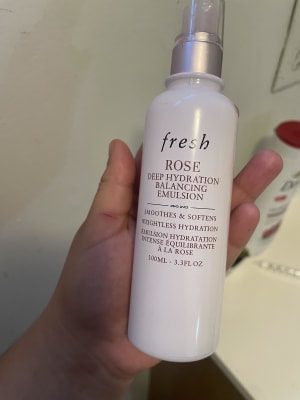 fresh
ROSE
DEEP HYDRATION
BALANCING
EMULSION
SMOOTHES & SOFTENS
WEIGHTLESS HYDRATION
EMULSION HYDRATATION
INTENSE ÉQUILIBRANTE
À LA ROSE
100ML · 3.3FL.OZ.